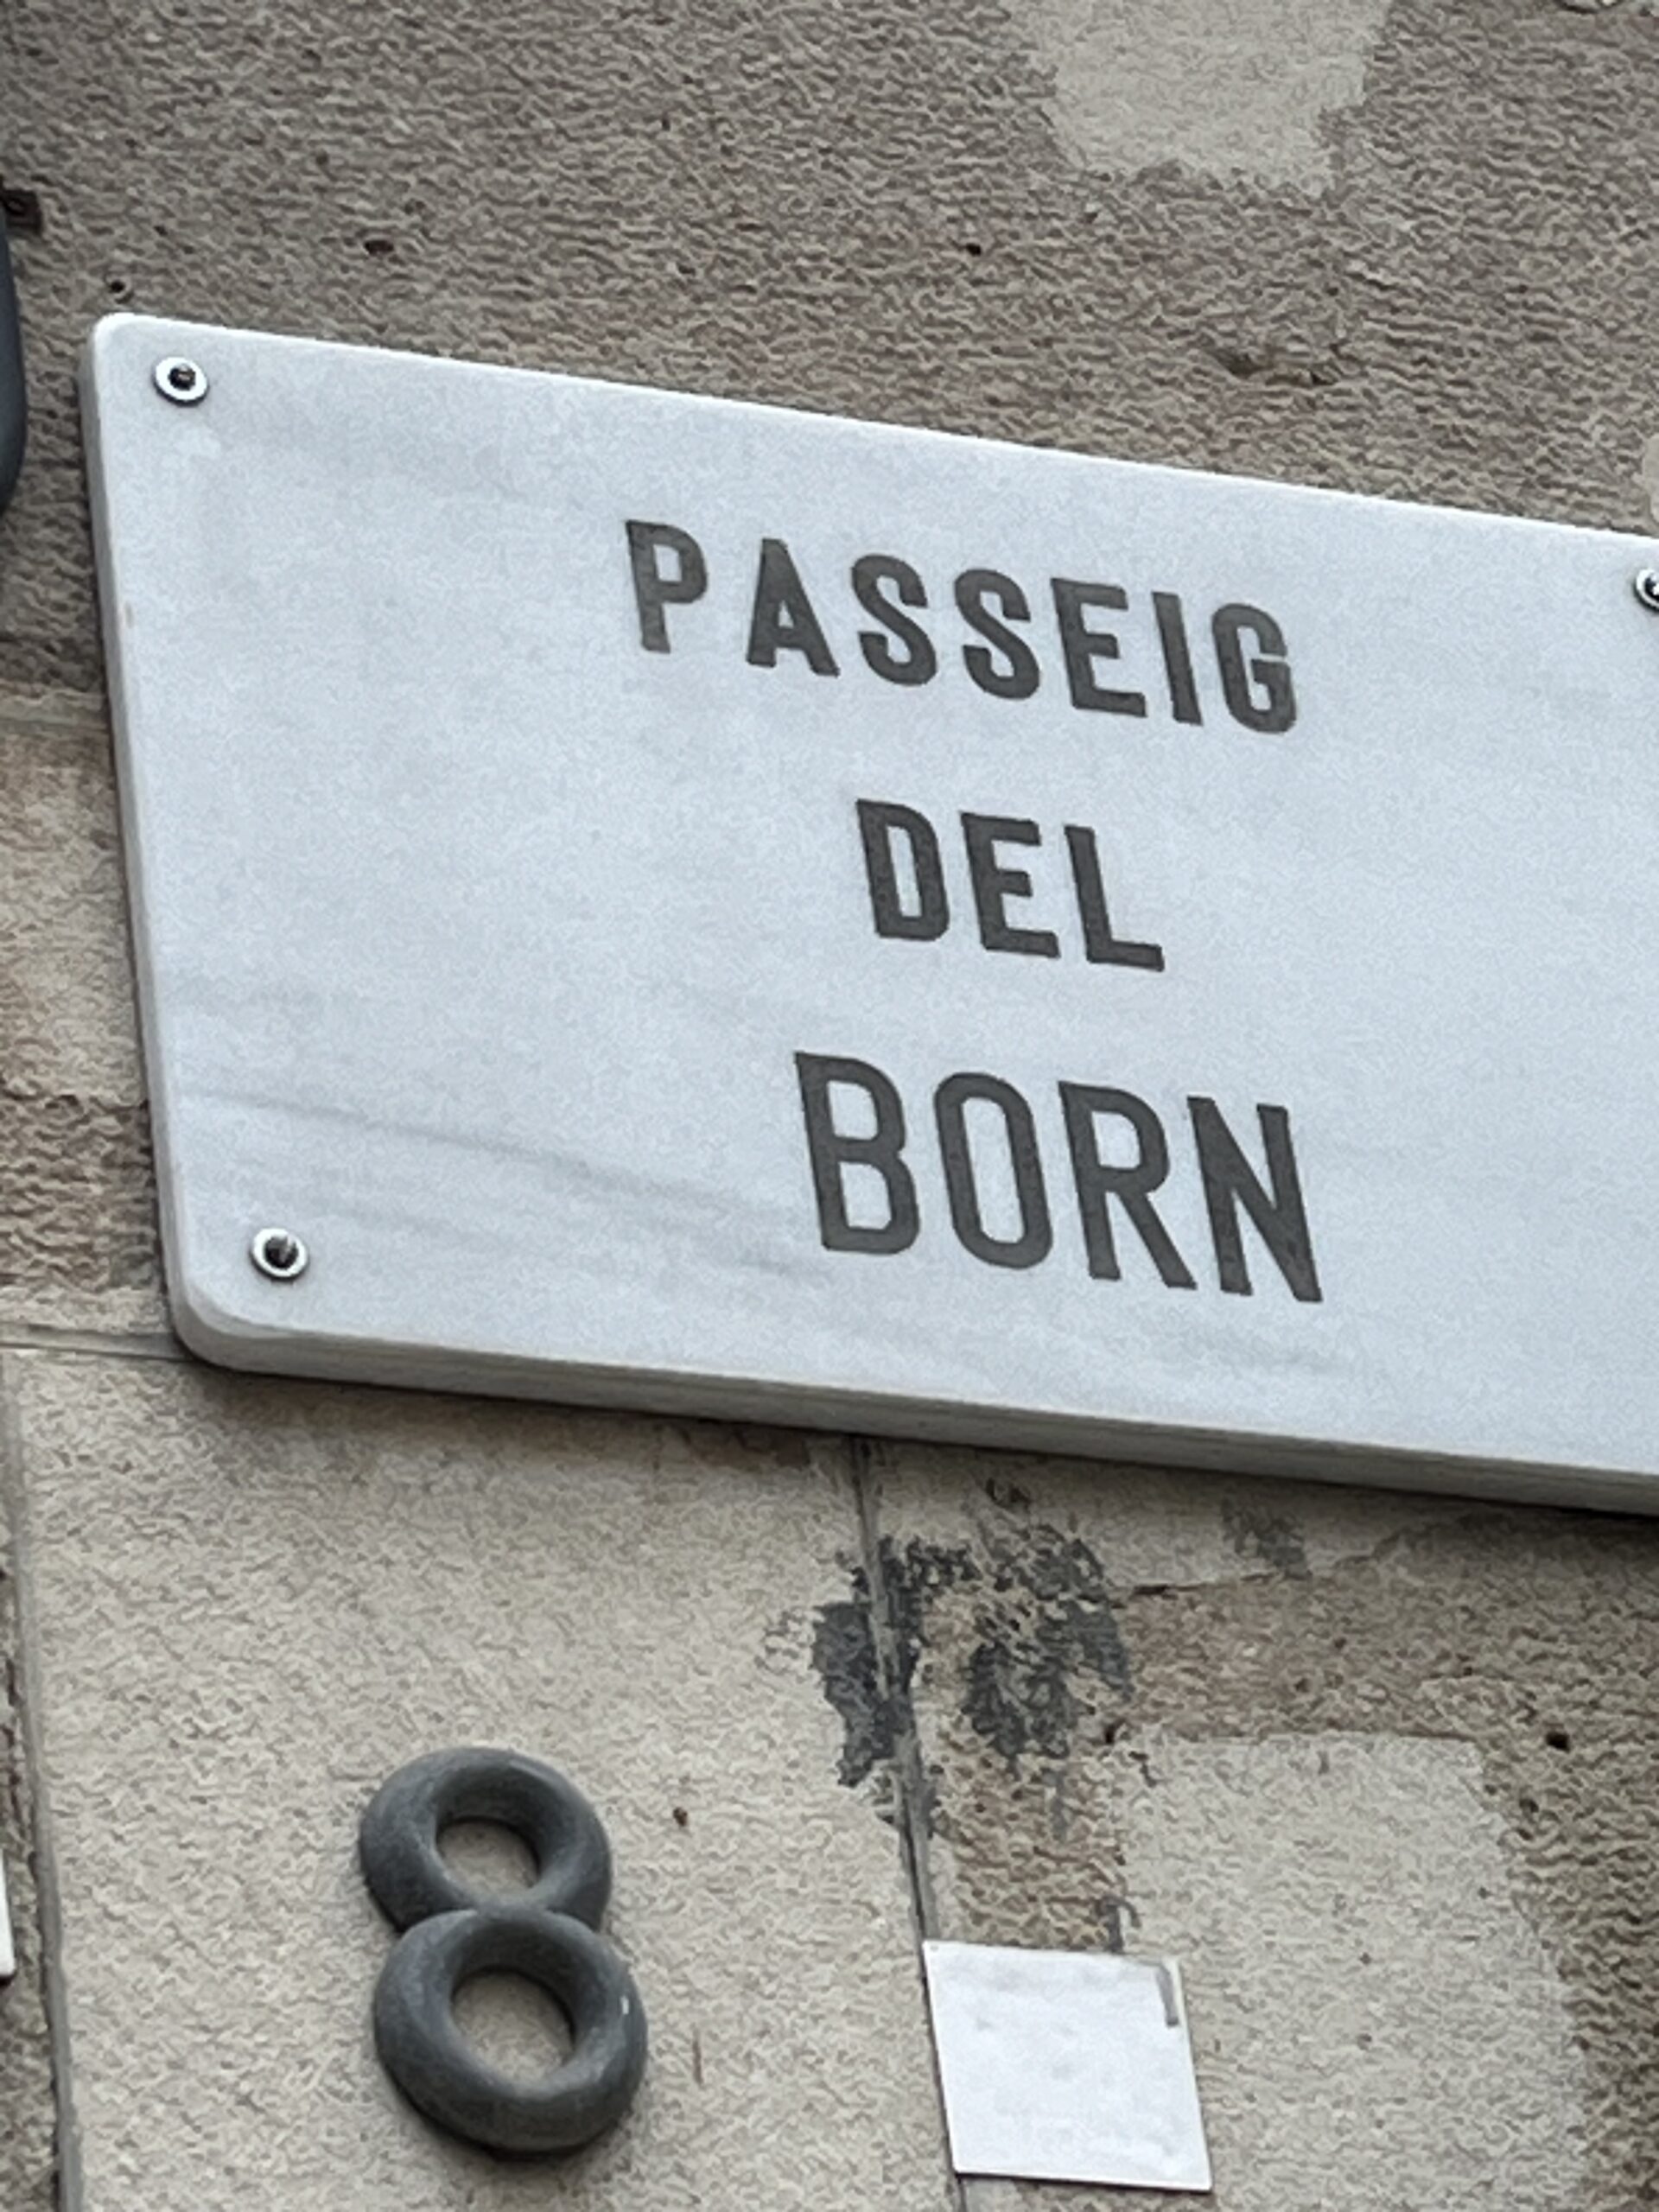 PASSEIG
DEL
BORN
8